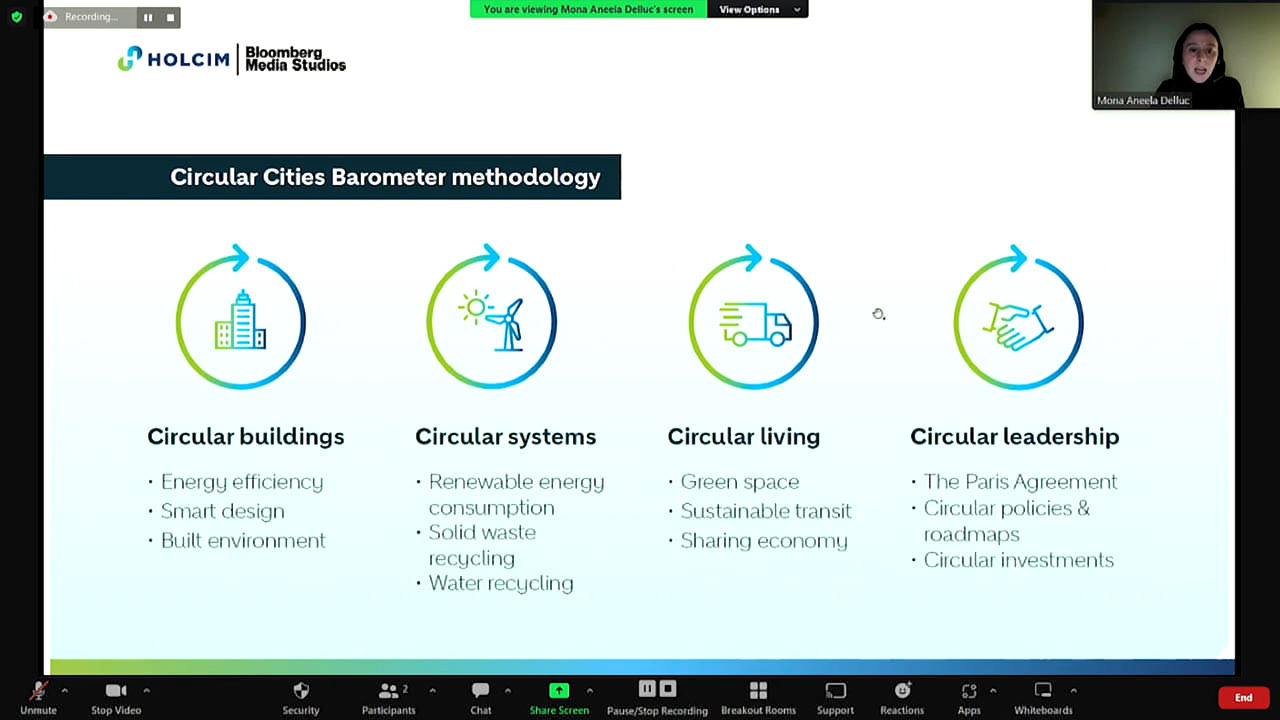 Recording...
You are viewing Mona Aneela Delluc's screen
View Options
HOLCIM
Bloomberg
Media Studios
Mona Aneela Delluc
Circular Cities Barometer methodology
Circular buildings
• Energy efficiency
• Smart design
• Built environment
Circular systems
• Renewable energy
consumption
• Solid waste
recycling
• Water recycling
Circular living
• Green space
• Sustainable transit
• Sharing economy
Circular leadership
• The Paris Agreement
• Circular policies &
roadmaps
• Circular investments
Unmute
Stop Video
Security
Participants
2
Chat
Share Screen
Pause/Stop Recording
Breakout Rooms
Support
Reactions
Apps
Whiteboards
End